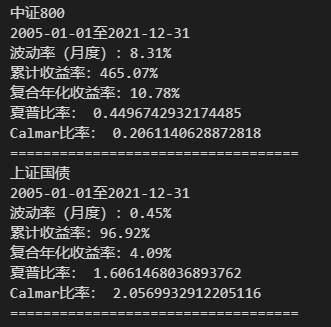 中证800
2005-01-01至2021-12-31
波动率（月度）: 8.31%
累计收益率: 465.07%
复合年化收益率: 10.78%
夏普比率:  0.4496742932174485
Calmar比率:  0.2061140628872818
===================================
上证国债
2005-01-01至2021-12-31
波动率（月度）: 0.45%
累计收益率: 96.92%
复合年化收益率: 4.09%
夏普比率:  1.6061468036893762
Calmar比率:  2.0569932912205116
===================================